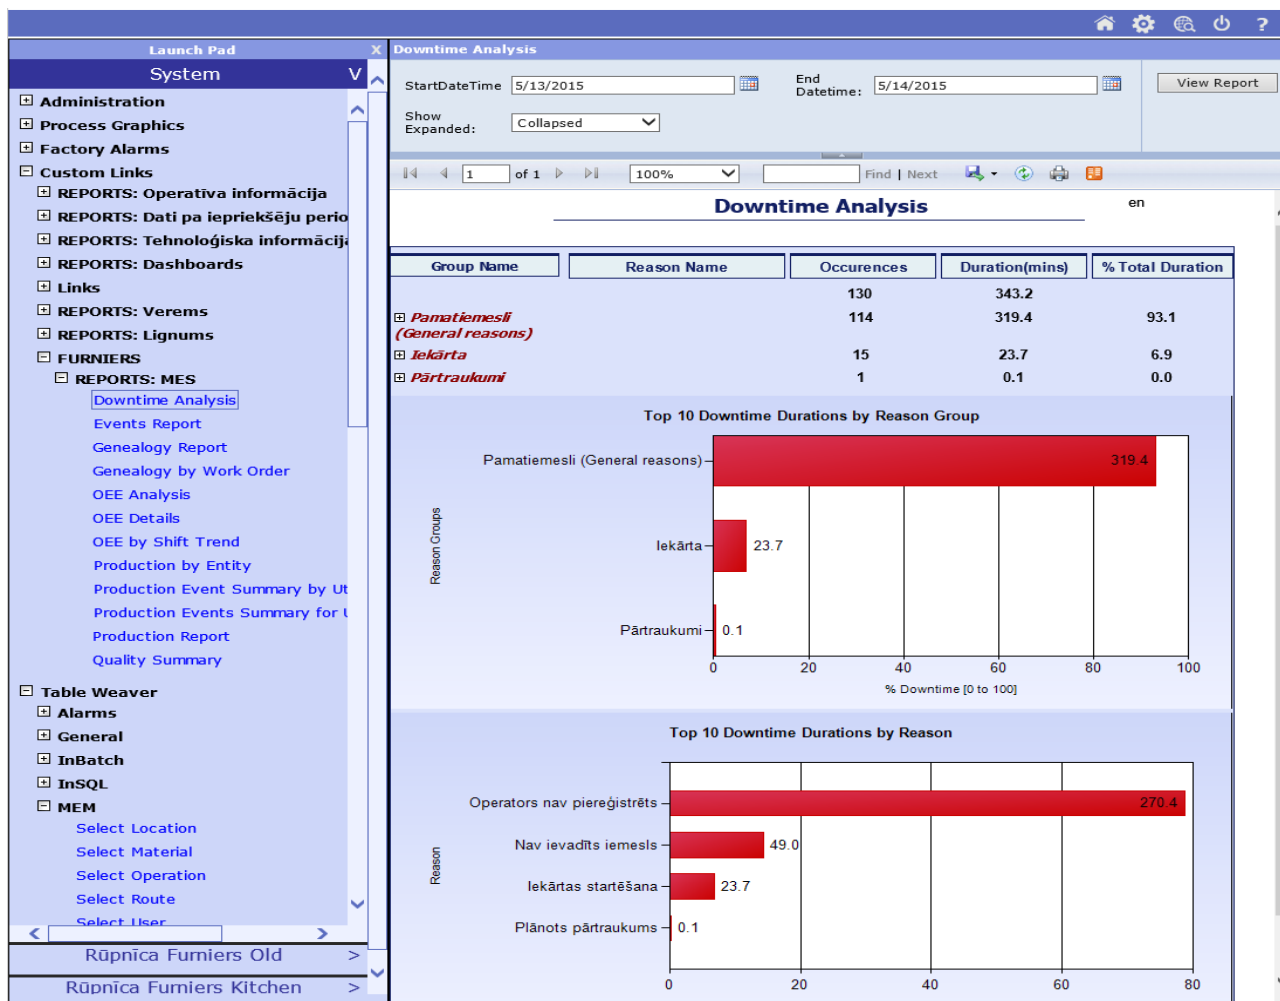 ?
Launch Pad X
System V
Administration
Process Graphics
Factory Alarms
Custom Links
REPORTS: Operatīva informācija
REPORTS: Dati pa iepriekšēju perio
REPORTS: Tehnoloģiska informācija
REPORTS: Dashboards
Links
REPORTS: Verems
REPORTS: Lignums
FURNIERS
REPORTS: MES
Downtime Analysis
Events Report
Genealogy Report
Genealogy by Work Order
OEE Analysis
OEE Details
OEE by Shift Trend
Production by Entity
Production Event Summary by Ut
Production Events Summary for U
Production Report
Quality Summary
Table Weaver
Alarms
General
InBatch
InSQL
MEM
Select Location
Select Material
Select Operation
Select Route
Select User
Rūpnīca Furniers Old >
Rūpnīca Furniers Kitchen >
Downtime Analysis
StartDateTime 5/13/2015
End
Datetime: 5/14/2015
View Report
Show
Expanded: Collapsed
1 of 1 100% Find | Next
Downtime Analysis en
Group Name Reason Name Occurences Duration(mins) % Total Duration
130 343.2
Pamatiemesli 114 319.4 93.1
(General reasons)
Iekārta 15 23.7 6.9
Pārtraukumi 1 0.1 0.0
Top 10 Downtime Durations by Reason Group
Reason Groups
Pamatiemesli (General reasons) 319.4
Iekārta 23.7
Pārtraukumi 0.1
0 20 40 60 80 100
% Downtime [0 to 100]
Top 10 Downtime Durations by Reason
Reason
Operators nav piereģistrēts 270.4
Nav ievadīts iemesls 49.0
Iekārtas startēšana 23.7
Plānots pārtraukums 0.1
0 20 40 60 80